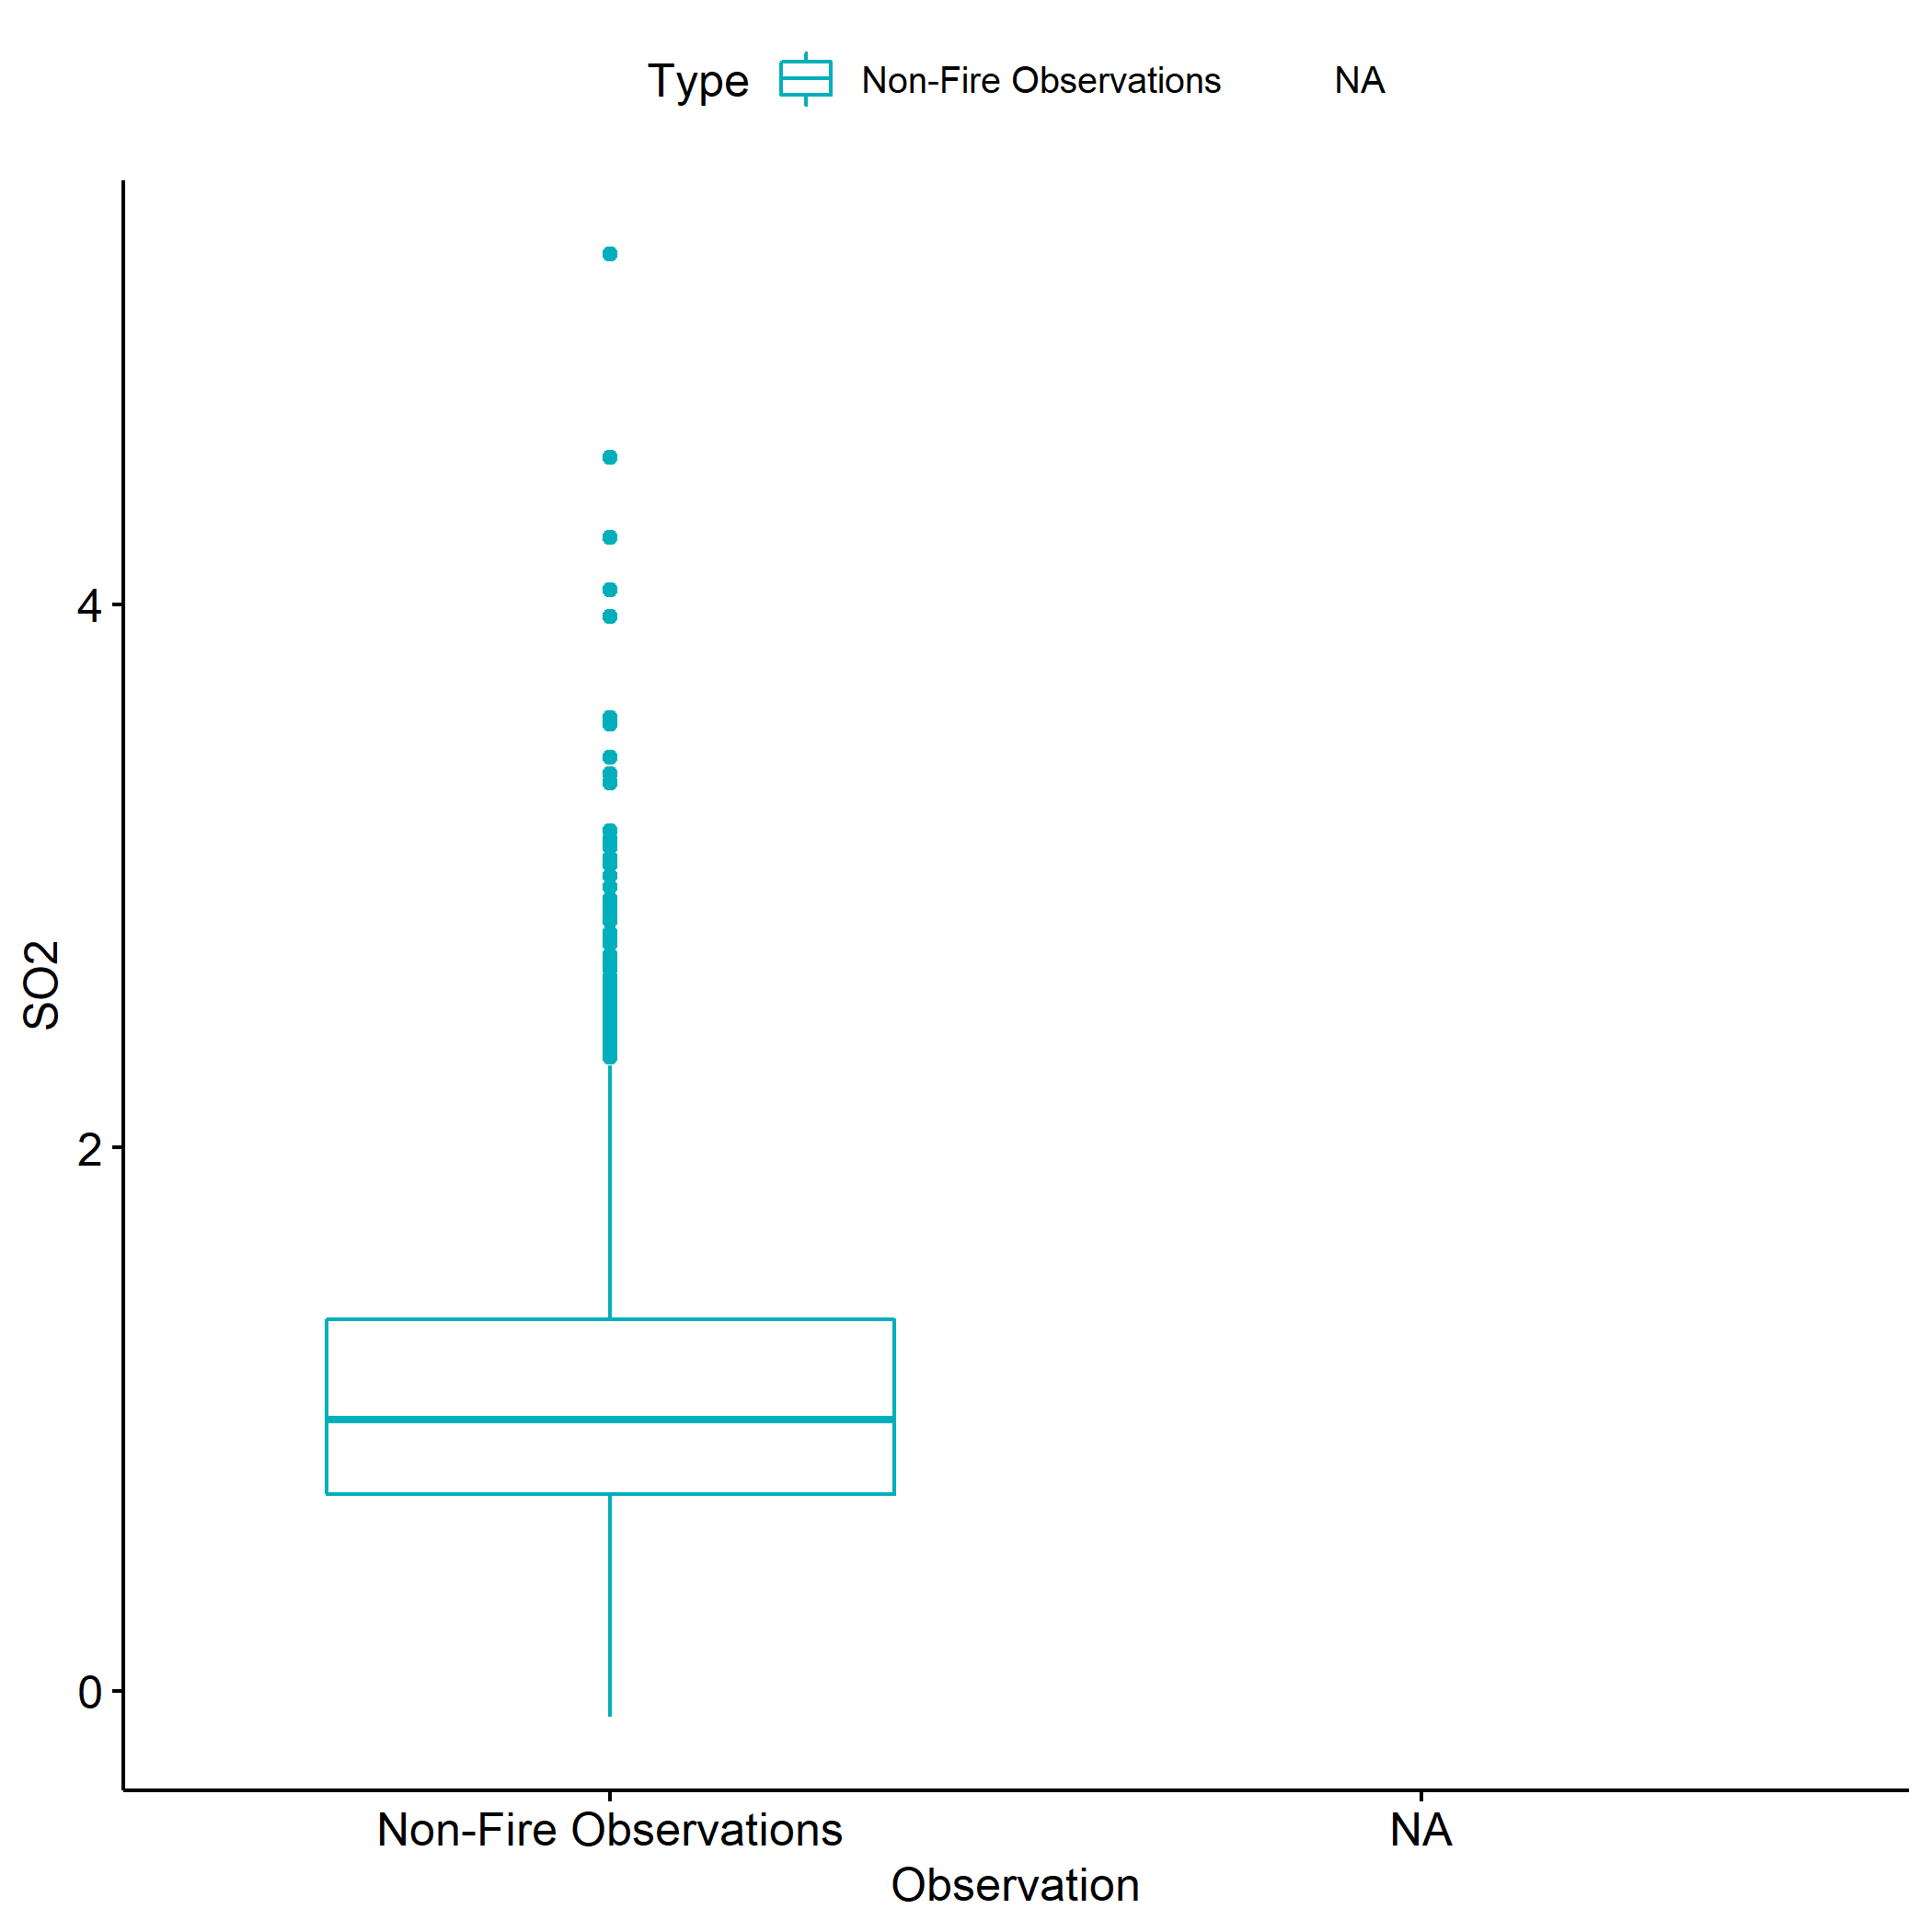 Type Non-Fire Observations NA
4
2
0
SO2
Non-Fire Observations NA
Observation